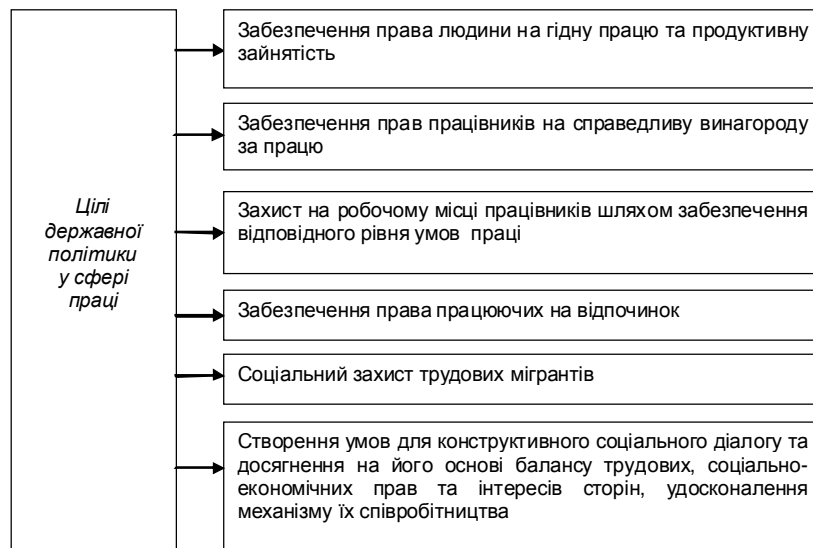 Забезпечення права людини на гідну працю та продуктивну
зайнятість
Забезпечення прав працівників на справедливу винагороду
за працю
Цілі
державної
політики
у сфері
праці
Захист на робочому місці працівників шляхом забезпечення
відповідного рівня умов праці
Забезпечення права працюючих на відпочинок
Соціальний захист трудових мігрантів
Створення умов для конструктивного соціального діалогу та
досягнення на його основі балансу трудових, соціально-
економічних прав та інтересів сторін, удосконалення
механізму їх співробітництва